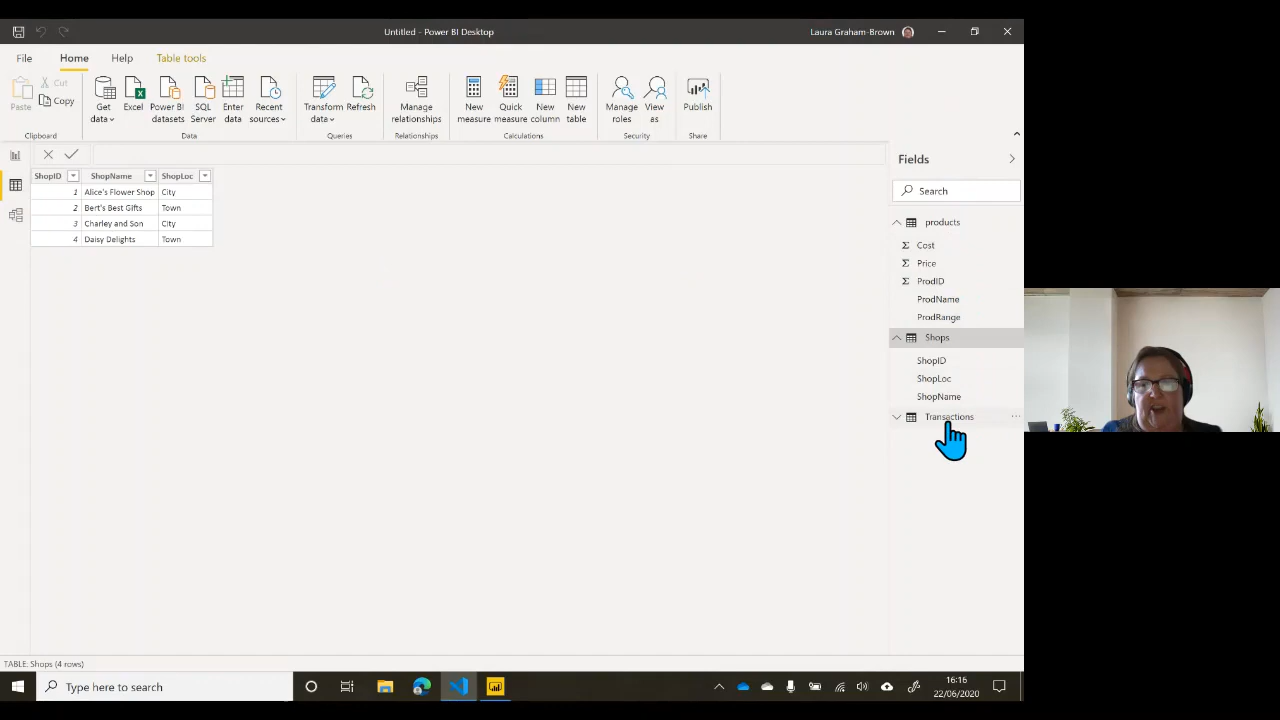 Untitled - Power BI Desktop
Laura Graham-Brown
File Home Help Table tools
Paste
Cut
Copy
Get data
Excel
Power BI datasets
SQL Server
Enter data
Recent sources
Transform data
Refresh
Manage relationships
New measure
Quick measure
New column
New table
Manage roles
View as
Publish
Clipboard
Data
Queries
Relationships
Calculations
Security
Share
ShopID ShopName ShopLoc
1 Alice's Flower Shop City
2 Bert's Best Gifts Town
3 Charley and Son City
4 Daisy Delights Town
Fields
Search
products
Cost
Price
ProdID
ProdName
ProdRange
Shops
ShopID
ShopLoc
ShopName
Transactions
TABLE: Shops (4 rows)
Type here to search
16:16
22/06/2020